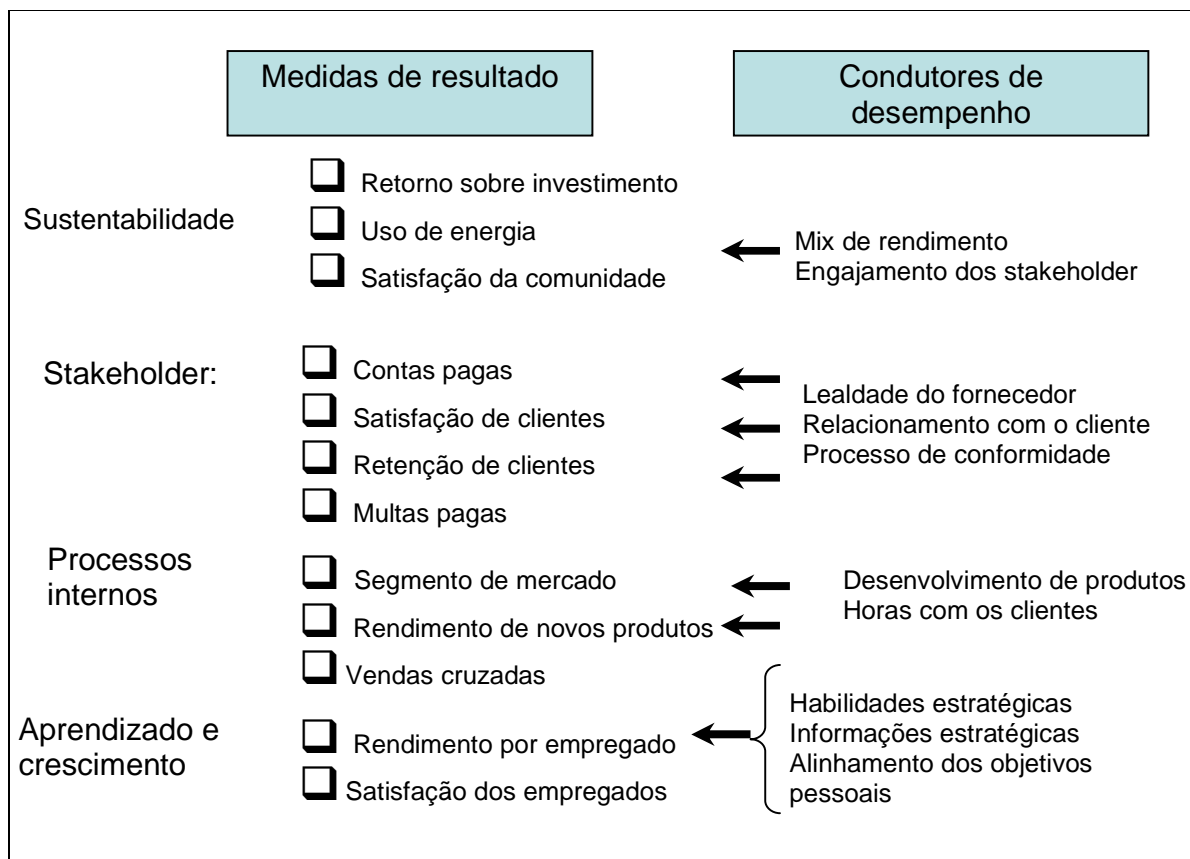 Medidas de resultado
Condutores de
desempenho
Sustentabilidade
Retorno sobre investimento
Uso de energia
Satisfação da comunidade
Mix de rendimento
Engajamento dos stakeholder
Stakeholder:
Contas pagas
Satisfação de clientes
Retenção de clientes
Multas pagas
Lealdade do fornecedor
Relacionamento com o cliente
Processo de conformidade
Processos
internos
Segmento de mercado
Rendimento de novos produtos
Vendas cruzadas
Desenvolvimento de produtos
Horas com os clientes
Aprendizado e
crescimento
Rendimento por empregado
Satisfação dos empregados
Habilidades estratégicas
Informações estratégicas
Alinhamento dos objetivos
pessoais